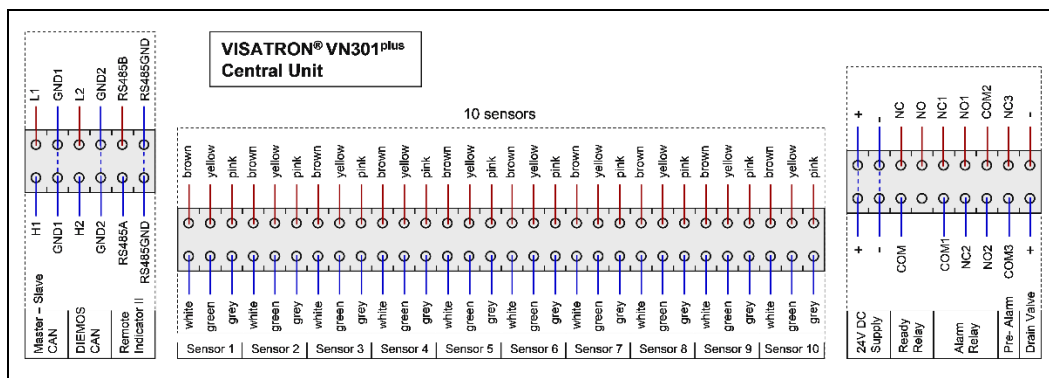 VISATRON® VN301plus
Central Unit
10 sensors
L1 GND1 L2 GND2 RS485B RS485GND
H1 GND1 H2 GND2 RS485A RS485GND
Master – Slave
CAN
DIEMOS
CAN
Remote
Indicator II
brown yellow pink brown yellow pink brown yellow pink brown yellow pink brown yellow pink brown yellow pink brown yellow pink brown yellow pink brown yellow pink brown yellow pink
white green grey white green grey white green grey white green grey white green grey white green grey white green grey white green grey white green grey white green grey
Sensor 1 Sensor 2 Sensor 3 Sensor 4 Sensor 5 Sensor 6 Sensor 7 Sensor 8 Sensor 9 Sensor 10
+ - NC NO NC1 NO1 COM2 NC3 -
+ - COM COM1 NC2 NO2 COM3 +
24V DC
Supply
Ready
Relay
Alarm
Relay
Pre- Alarm
Drain Valve